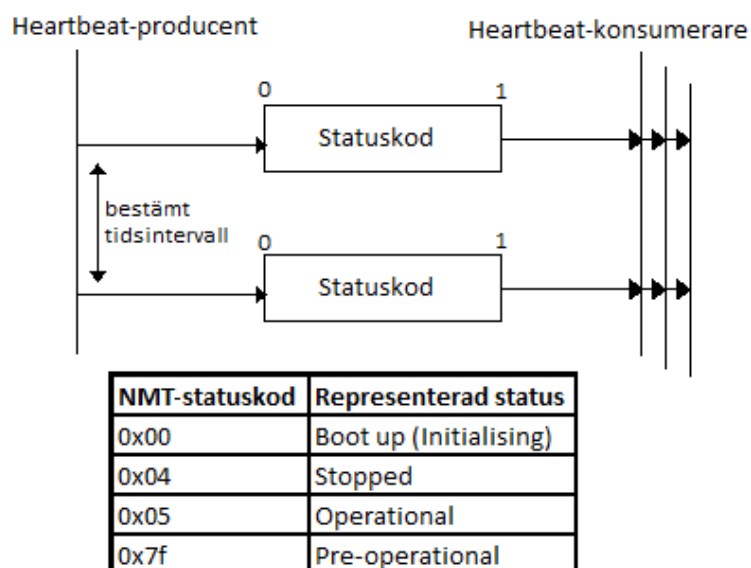 Heartbeat-producent
Heartbeat-konsumerare
0 1
Statuskod
bestämt
tidsintervall
0 1
Statuskod
NMT-statuskod Representerad status
0x00 Boot up (Initialising)
0x04 Stopped
0x05 Operational
0x7f Pre-operational